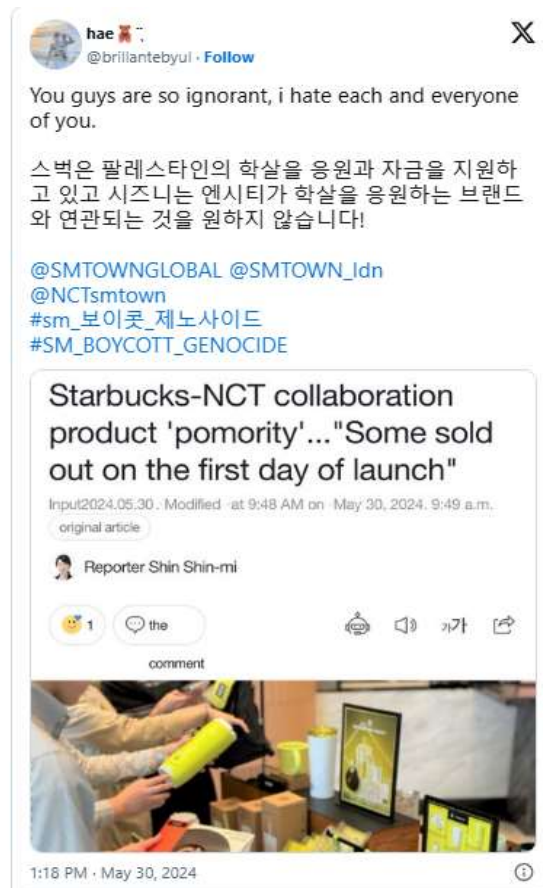 hae
@brillantebyul · Follow
You guys are so ignorant, i hate each and everyone
of you.
스벅은 팔레스타인의 학살을 응원과 자금을 지원하
고 있고 시즈니는 엔시티가 학살을 응원하는 브랜드
와 연관되는 것을 원하지 않습니다!
@SMTOWNGLOBAL @SMTOWN_ldn
@NCTsmtown
#sm_보이콧_제노사이드
#SM_BOYCOTT_GENOCIDE
Starbucks-NCT collaboration
product 'pomority'..."Some sold
out on the first day of launch"
Input2024.05.30. · Modified · at 9:48 AM on · May 30, 2024. 9:49 a.m.
original article
Reporter Shin Shin-mi
1
the
comment
가가
1:18 PM · May 30, 2024